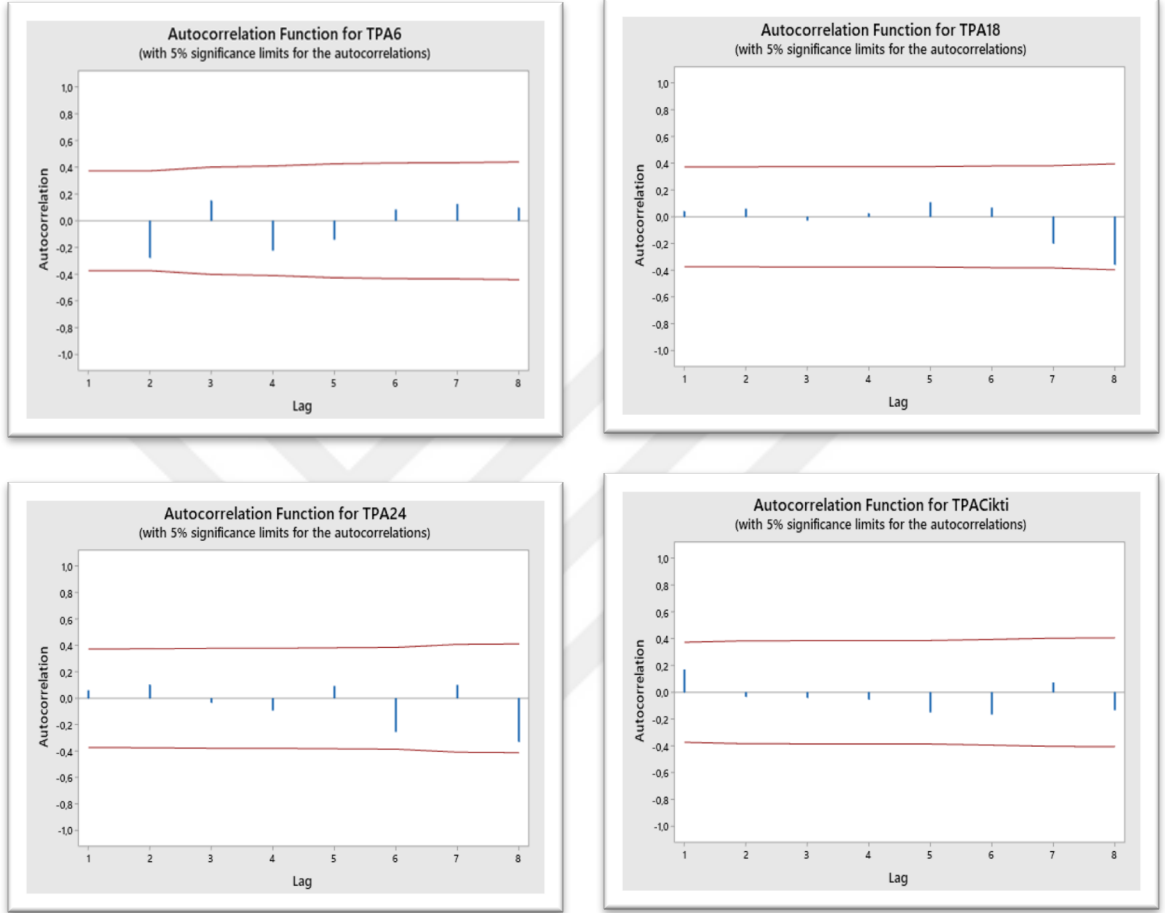 Autocorrelation Function for TPA6
(with 5% significance limits for the autocorrelations)
Autocorrelation
1,0
0,8
0,6
0,4
0,2
0,0
-0,2
-0,4
-0,6
-0,8
-1,0
1 2 3 4 5 6 7 8
Lag
Autocorrelation Function for TPA18
(with 5% significance limits for the autocorrelations)
Autocorrelation
1,0
0,8
0,6
0,4
0,2
0,0
-0,2
-0,4
-0,6
-0,8
-1,0
1 2 3 4 5 6 7 8
Lag
Autocorrelation Function for TPA24
(with 5% significance limits for the autocorrelations)
Autocorrelation
1,0
0,8
0,6
0,4
0,2
0,0
-0,2
-0,4
-0,6
-0,8
-1,0
1 2 3 4 5 6 7 8
Lag
Autocorrelation Function for TPACikti
(with 5% significance limits for the autocorrelations)
Autocorrelation
1,0
0,8
0,6
0,4
0,2
0,0
-0,2
-0,4
-0,6
-0,8
-1,0
1 2 3 4 5 6 7 8
Lag